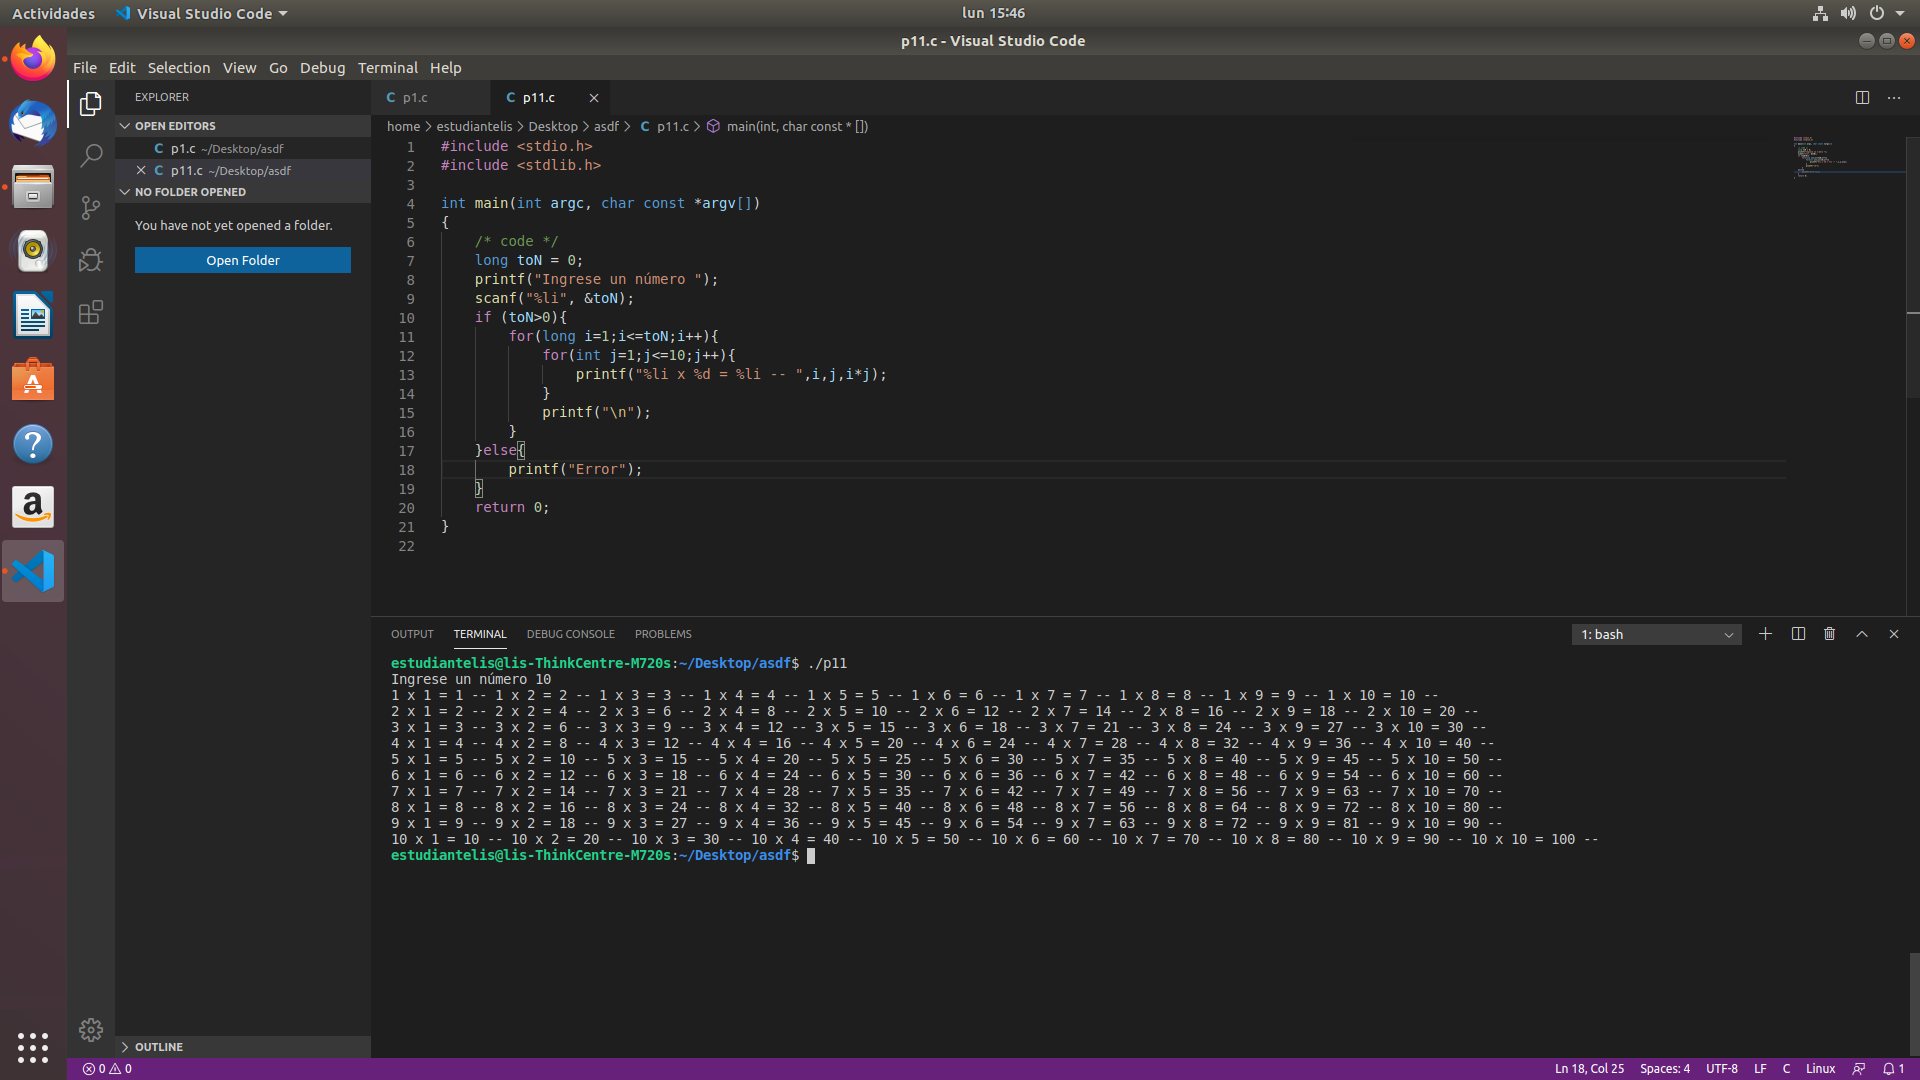 Actividades Visual Studio Code lun 15:46
p11.c - Visual Studio Code
File Edit Selection View Go Debug Terminal Help
EXPLORER
OPEN EDITORS
p1.c ~/Desktop/asdf
p11.c ~/Desktop/asdf
NO FOLDER OPENED
You have not yet opened a folder.
Open Folder
OUTLINE
C p1.c C p11.c
home > estudiantelis > Desktop > asdf > C p11.c > main(int, char const * [])
1 #include <stdio.h>
2 #include <stdlib.h>
3
4 int main(int argc, char const *argv[])
5 {
6 /* code */
7 long toN = 0;
8 printf("Ingrese un número ");
9 scanf("%li", &toN);
10 if (toN>0){
11 for(long i=1;i<=toN;i++){
12 for(int j=1;j<=10;j++){
13 printf("%li x %d = %li -- ",i,j,i*j);
14 }
15 printf("\n");
16 }
17 }else{
18 printf("Error");
19 }
20 return 0;
21 }
22
OUTPUT TERMINAL DEBUG CONSOLE PROBLEMS 1: bash
estudiantelis@lis-ThinkCentre-M720s:~/Desktop/asdf$ ./p11
Ingrese un número 10
1 x 1 = 1 -- 1 x 2 = 2 -- 1 x 3 = 3 -- 1 x 4 = 4 -- 1 x 5 = 5 -- 1 x 6 = 6 -- 1 x 7 = 7 -- 1 x 8 = 8 -- 1 x 9 = 9 -- 1 x 10 = 10 --
2 x 1 = 2 -- 2 x 2 = 4 -- 2 x 3 = 6 -- 2 x 4 = 8 -- 2 x 5 = 10 -- 2 x 6 = 12 -- 2 x 7 = 14 -- 2 x 8 = 16 -- 2 x 9 = 18 -- 2 x 10 = 20 --
3 x 1 = 3 -- 3 x 2 = 6 -- 3 x 3 = 9 -- 3 x 4 = 12 -- 3 x 5 = 15 -- 3 x 6 = 18 -- 3 x 7 = 21 -- 3 x 8 = 24 -- 3 x 9 = 27 -- 3 x 10 = 30 --
4 x 1 = 4 -- 4 x 2 = 8 -- 4 x 3 = 12 -- 4 x 4 = 16 -- 4 x 5 = 20 -- 4 x 6 = 24 -- 4 x 7 = 28 -- 4 x 8 = 32 -- 4 x 9 = 36 -- 4 x 10 = 40 --
5 x 1 = 5 -- 5 x 2 = 10 -- 5 x 3 = 15 -- 5 x 4 = 20 -- 5 x 5 = 25 -- 5 x 6 = 30 -- 5 x 7 = 35 -- 5 x 8 = 40 -- 5 x 9 = 45 -- 5 x 10 = 50 --
6 x 1 = 6 -- 6 x 2 = 12 -- 6 x 3 = 18 -- 6 x 4 = 24 -- 6 x 5 = 30 -- 6 x 6 = 36 -- 6 x 7 = 42 -- 6 x 8 = 48 -- 6 x 9 = 54 -- 6 x 10 = 60 --
7 x 1 = 7 -- 7 x 2 = 14 -- 7 x 3 = 21 -- 7 x 4 = 28 -- 7 x 5 = 35 -- 7 x 6 = 42 -- 7 x 7 = 49 -- 7 x 8 = 56 -- 7 x 9 = 63 -- 7 x 10 = 70 --
8 x 1 = 8 -- 8 x 2 = 16 -- 8 x 3 = 24 -- 8 x 4 = 32 -- 8 x 5 = 40 -- 8 x 6 = 48 -- 8 x 7 = 56 -- 8 x 8 = 64 -- 8 x 9 = 72 -- 8 x 10 = 80 --
9 x 1 = 9 -- 9 x 2 = 18 -- 9 x 3 = 27 -- 9 x 4 = 36 -- 9 x 5 = 45 -- 9 x 6 = 54 -- 9 x 7 = 63 -- 9 x 8 = 72 -- 9 x 9 = 81 -- 9 x 10 = 90 --
10 x 1 = 10 -- 10 x 2 = 20 -- 10 x 3 = 30 -- 10 x 4 = 40 -- 10 x 5 = 50 -- 10 x 6 = 60 -- 10 x 7 = 70 -- 10 x 8 = 80 -- 10 x 9 = 90 -- 10 x 10 = 100 --
estudiantelis@lis-ThinkCentre-M720s:~/Desktop/asdf$
0 0 Ln 18, Col 25 Spaces: 4 UTF-8 LF C Linux 1